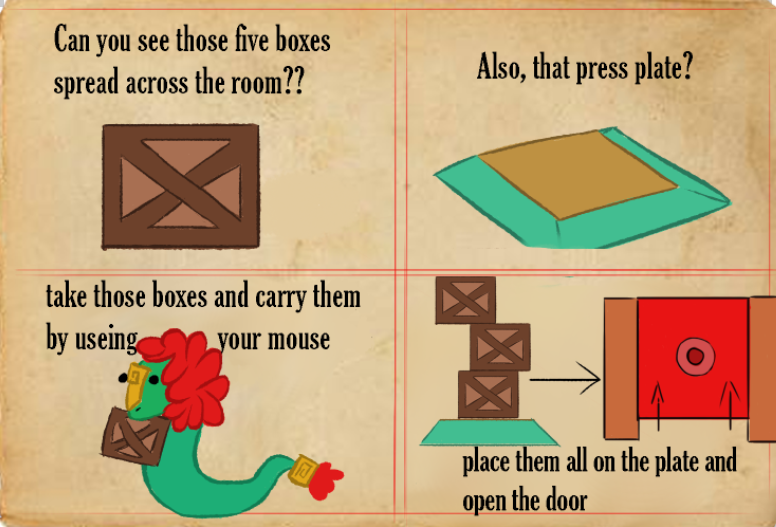 Can you see those five boxes
spread across the room??
Also, that press plate?
take those boxes and carry them
by useing your mouse
place them all on the plate and
open the door